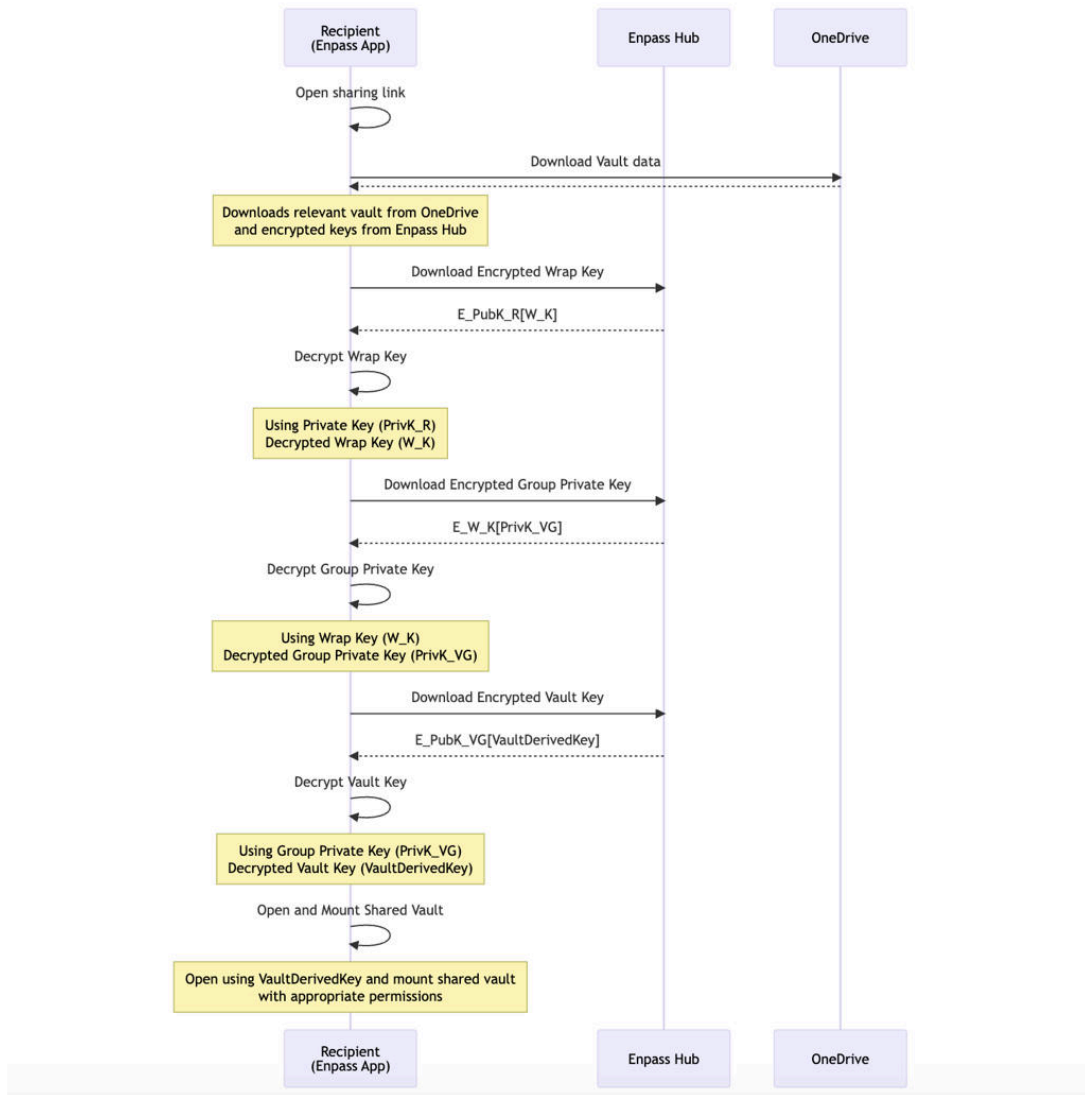 Recipient
(Enpass App)
Enpass Hub
OneDrive
Open sharing link
Download Vault data
Downloads relevant vault from OneDrive
and encrypted keys from Enpass Hub
Download Encrypted Wrap Key
E_PubK_R[W_K]
Decrypt Wrap Key
Using Private Key (PrivK_R)
Decrypted Wrap Key (W_K)
Download Encrypted Group Private Key
E_W_K[PrivK_VG]
Decrypt Group Private Key
Using Wrap Key (W_K)
Decrypted Group Private Key (PrivK_VG)
Download Encrypted Vault Key
E_PubK_VG[VaultDerivedKey]
Decrypt Vault Key
Using Group Private Key (PrivK_VG)
Decrypted Vault Key (VaultDerivedKey)
Open and Mount Shared Vault
Open using VaultDerivedKey and mount shared vault
with appropriate permissions
Recipient
(Enpass App)
Enpass Hub
OneDrive